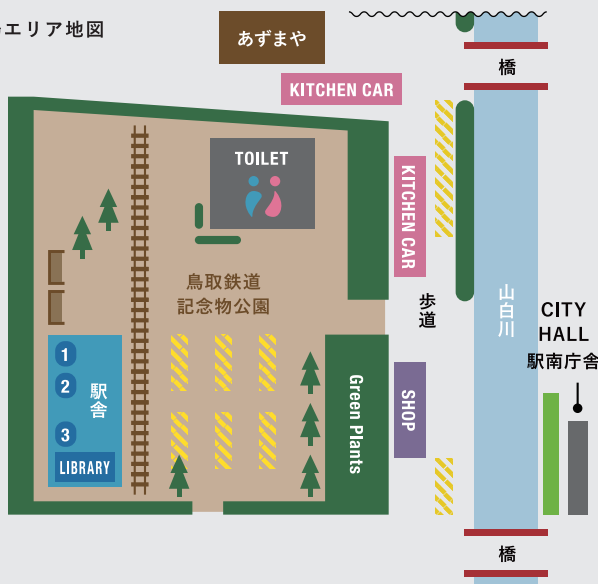 エリア地図
あずまや
橋
KITCHEN CAR
TOILET
KITCHEN CAR
鳥取鉄道
記念物公園
歩道
山白川
CITY
HALL
駅南庁舎
1
2
3
駅舎
LIBRARY
Green Plants
SHOP
橋